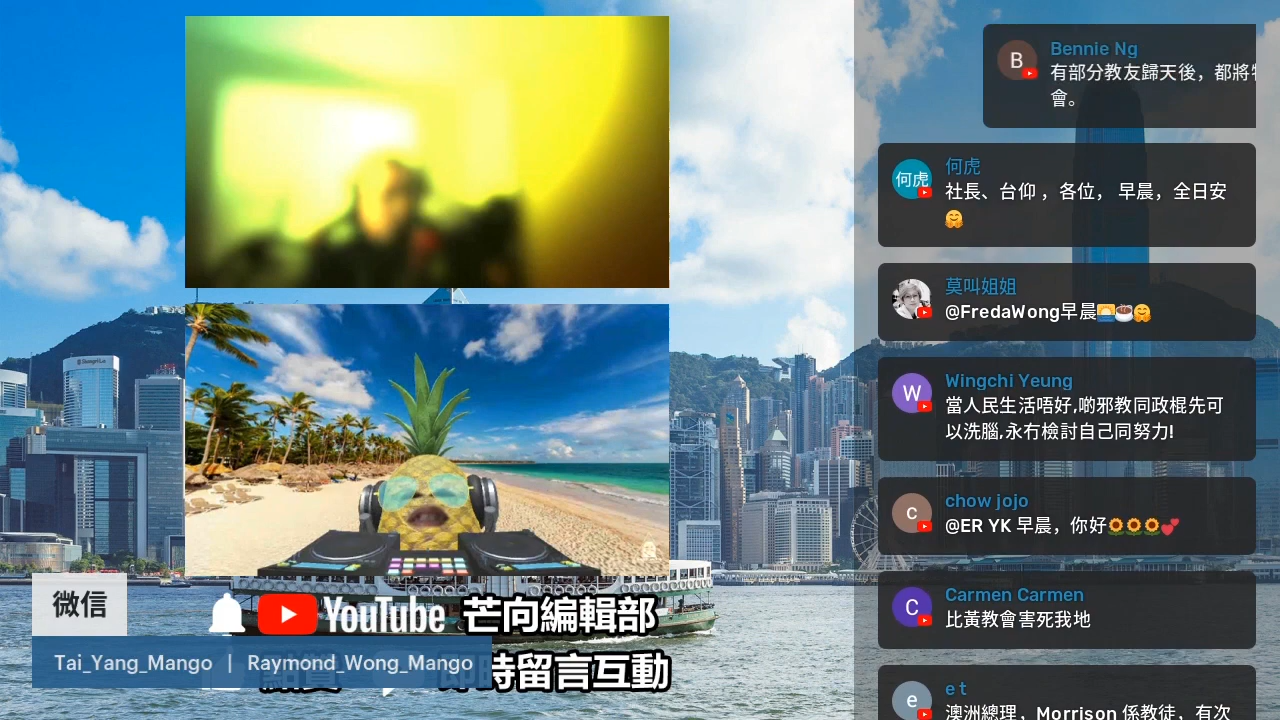 Bennie Ng
B
有部分教友歸天後，都將
會。
何虎
何虎
社長、台仰，各位， 早晨，全日安
🤗
莫叫姐姐
@FredaWong早晨🌅☕🤗
Wingchi Yeung
W
當人民生活唔好,啲邪教同政棍先可
以洗腦,永冇檢討自己同努力!
chow jojo
c
@ER YK 早晨，你好🌻🌻🌻💕
Carmen Carmen
C
比黃教會害死我地
e t
e
澳洲總理，Morrison 係教徒，有次
微信
YouTube 芒向編輯部
Tai_Yang_Mango | Raymond_Wong_Mango
時留言互動